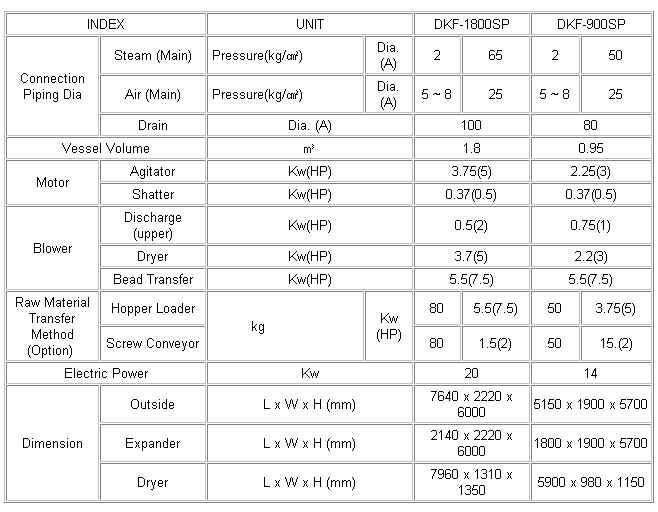 INDEX UNIT DKF-1800SP DKF-900SP
Connection Piping Dia
Steam (Main) Pressure(kg/㎠) Dia. (A) 2 65 2 50
Air (Main) Pressure(kg/㎠) Dia. (A) 5 ~ 8 25 5 ~ 8 25
Drain Dia. (A) 100 80
Vessel Volume ㎥ 1.8 0.95
Motor
Agitator Kw(HP) 3.75(5) 2.25(3)
Shatter Kw(HP) 0.37(0.5) 0.37(0.5)
Blower
Discharge (upper) Kw(HP) 0.5(2) 0.75(1)
Dryer Kw(HP) 3.7(5) 2.2(3)
Bead Transfer Kw(HP) 5.5(7.5) 5.5(7.5)
Raw Material Transfer Method (Option)
Hopper Loader kg Kw (HP) 80 5.5(7.5) 50 3.75(5)
Screw Conveyor 80 1.5(2) 50 15.(2)
Electric Power Kw 20 14
Dimension
Outside L x W x H (mm) 7640 x 2220 x 6000 5150 x 1900 x 5700
Expander L x W x H (mm) 2140 x 2220 x 6000 1800 x 1900 x 5700
Dryer L x W x H (mm) 7960 x 1310 x 1350 5900 x 980 x 1150